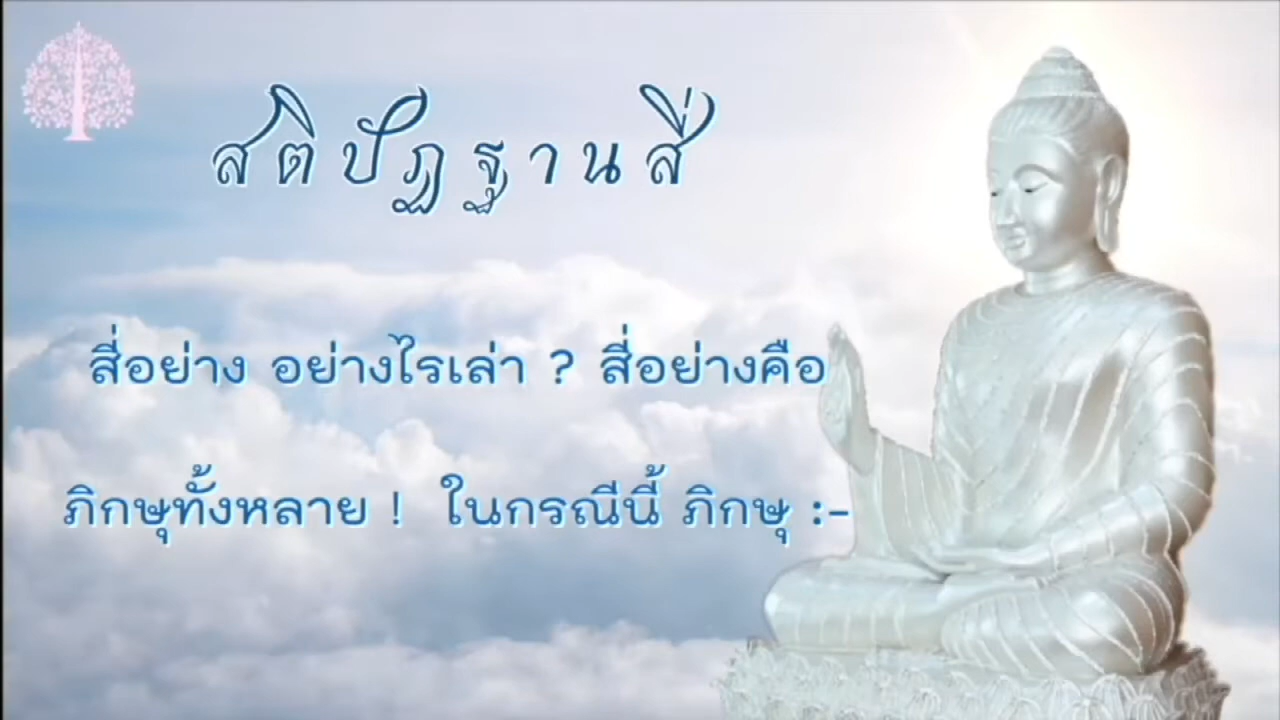 สติปัฏฐานสี่
สี่อย่าง อย่างไรเล่า ? สี่อย่างคือ
ภิกษุทั้งหลาย ! ในกรณีนี้ ภิกษุ :-